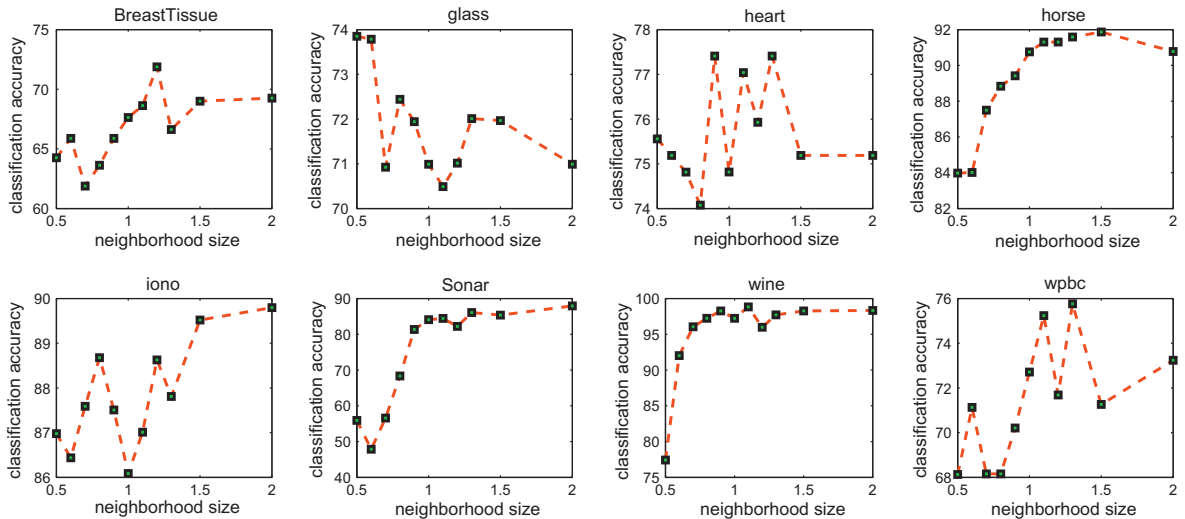 BreastTissue
classification accuracy
75
70
65
60
0.5 1 1.5 2
neighborhood size
glass
classification accuracy
74
73
72
71
70
0.5 1 1.5 2
neighborhood size
heart
classification accuracy
78
77
76
75
74
0.5 1 1.5 2
neighborhood size
horse
classification accuracy
92
90
88
86
84
82
0.5 1 1.5 2
neighborhood size
iono
classification accuracy
90
89
88
87
86
0.5 1 1.5 2
neighborhood size
Sonar
classification accuracy
90
80
70
60
50
40
0.5 1 1.5 2
neighborhood size
wine
classification accuracy
100
95
90
85
80
75
0.5 1 1.5 2
neighborhood size
wpbc
classification accuracy
76
74
72
70
68
0.5 1 1.5 2
neighborhood size